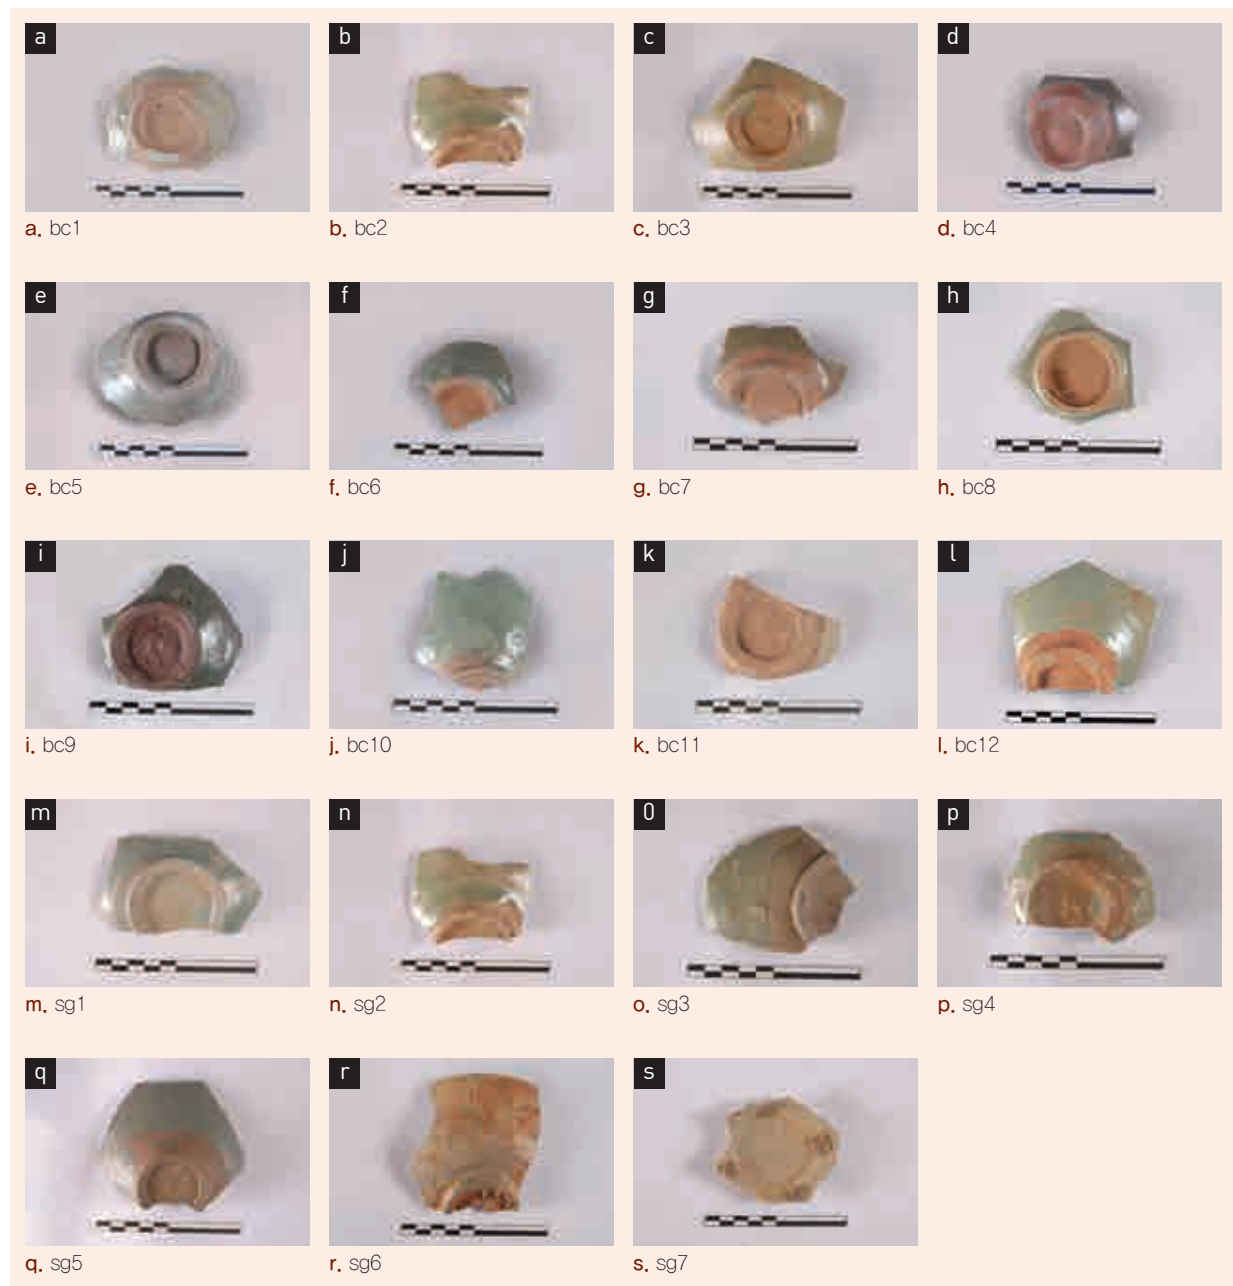 a b c d
a. bc1 b. bc2 c. bc3 d. bc4
e f g h
e. bc5 f. bc6 g. bc7 h. bc8
i j k l
i. bc9 j. bc10 k. bc11 l. bc12
m n 0 p
m. sg1 n. sg2 o. sg3 p. sg4
q r s
q. sg5 r. sg6 s. sg7